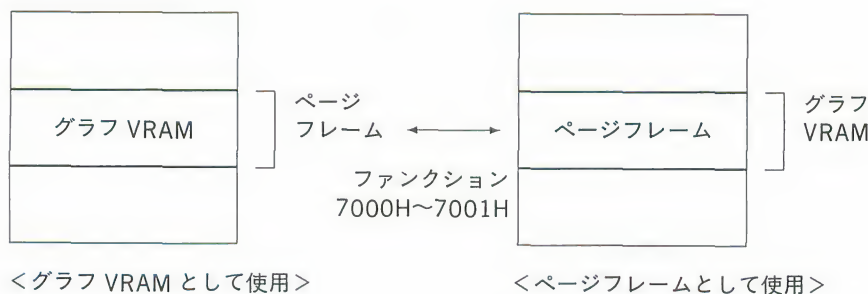 グラフ VRAM
ページ
フレーム
ページフレーム
グラフ
VRAM
ファンクション
7000H～7001H
＜グラフ VRAM として使用＞
＜ページフレームとして使用＞